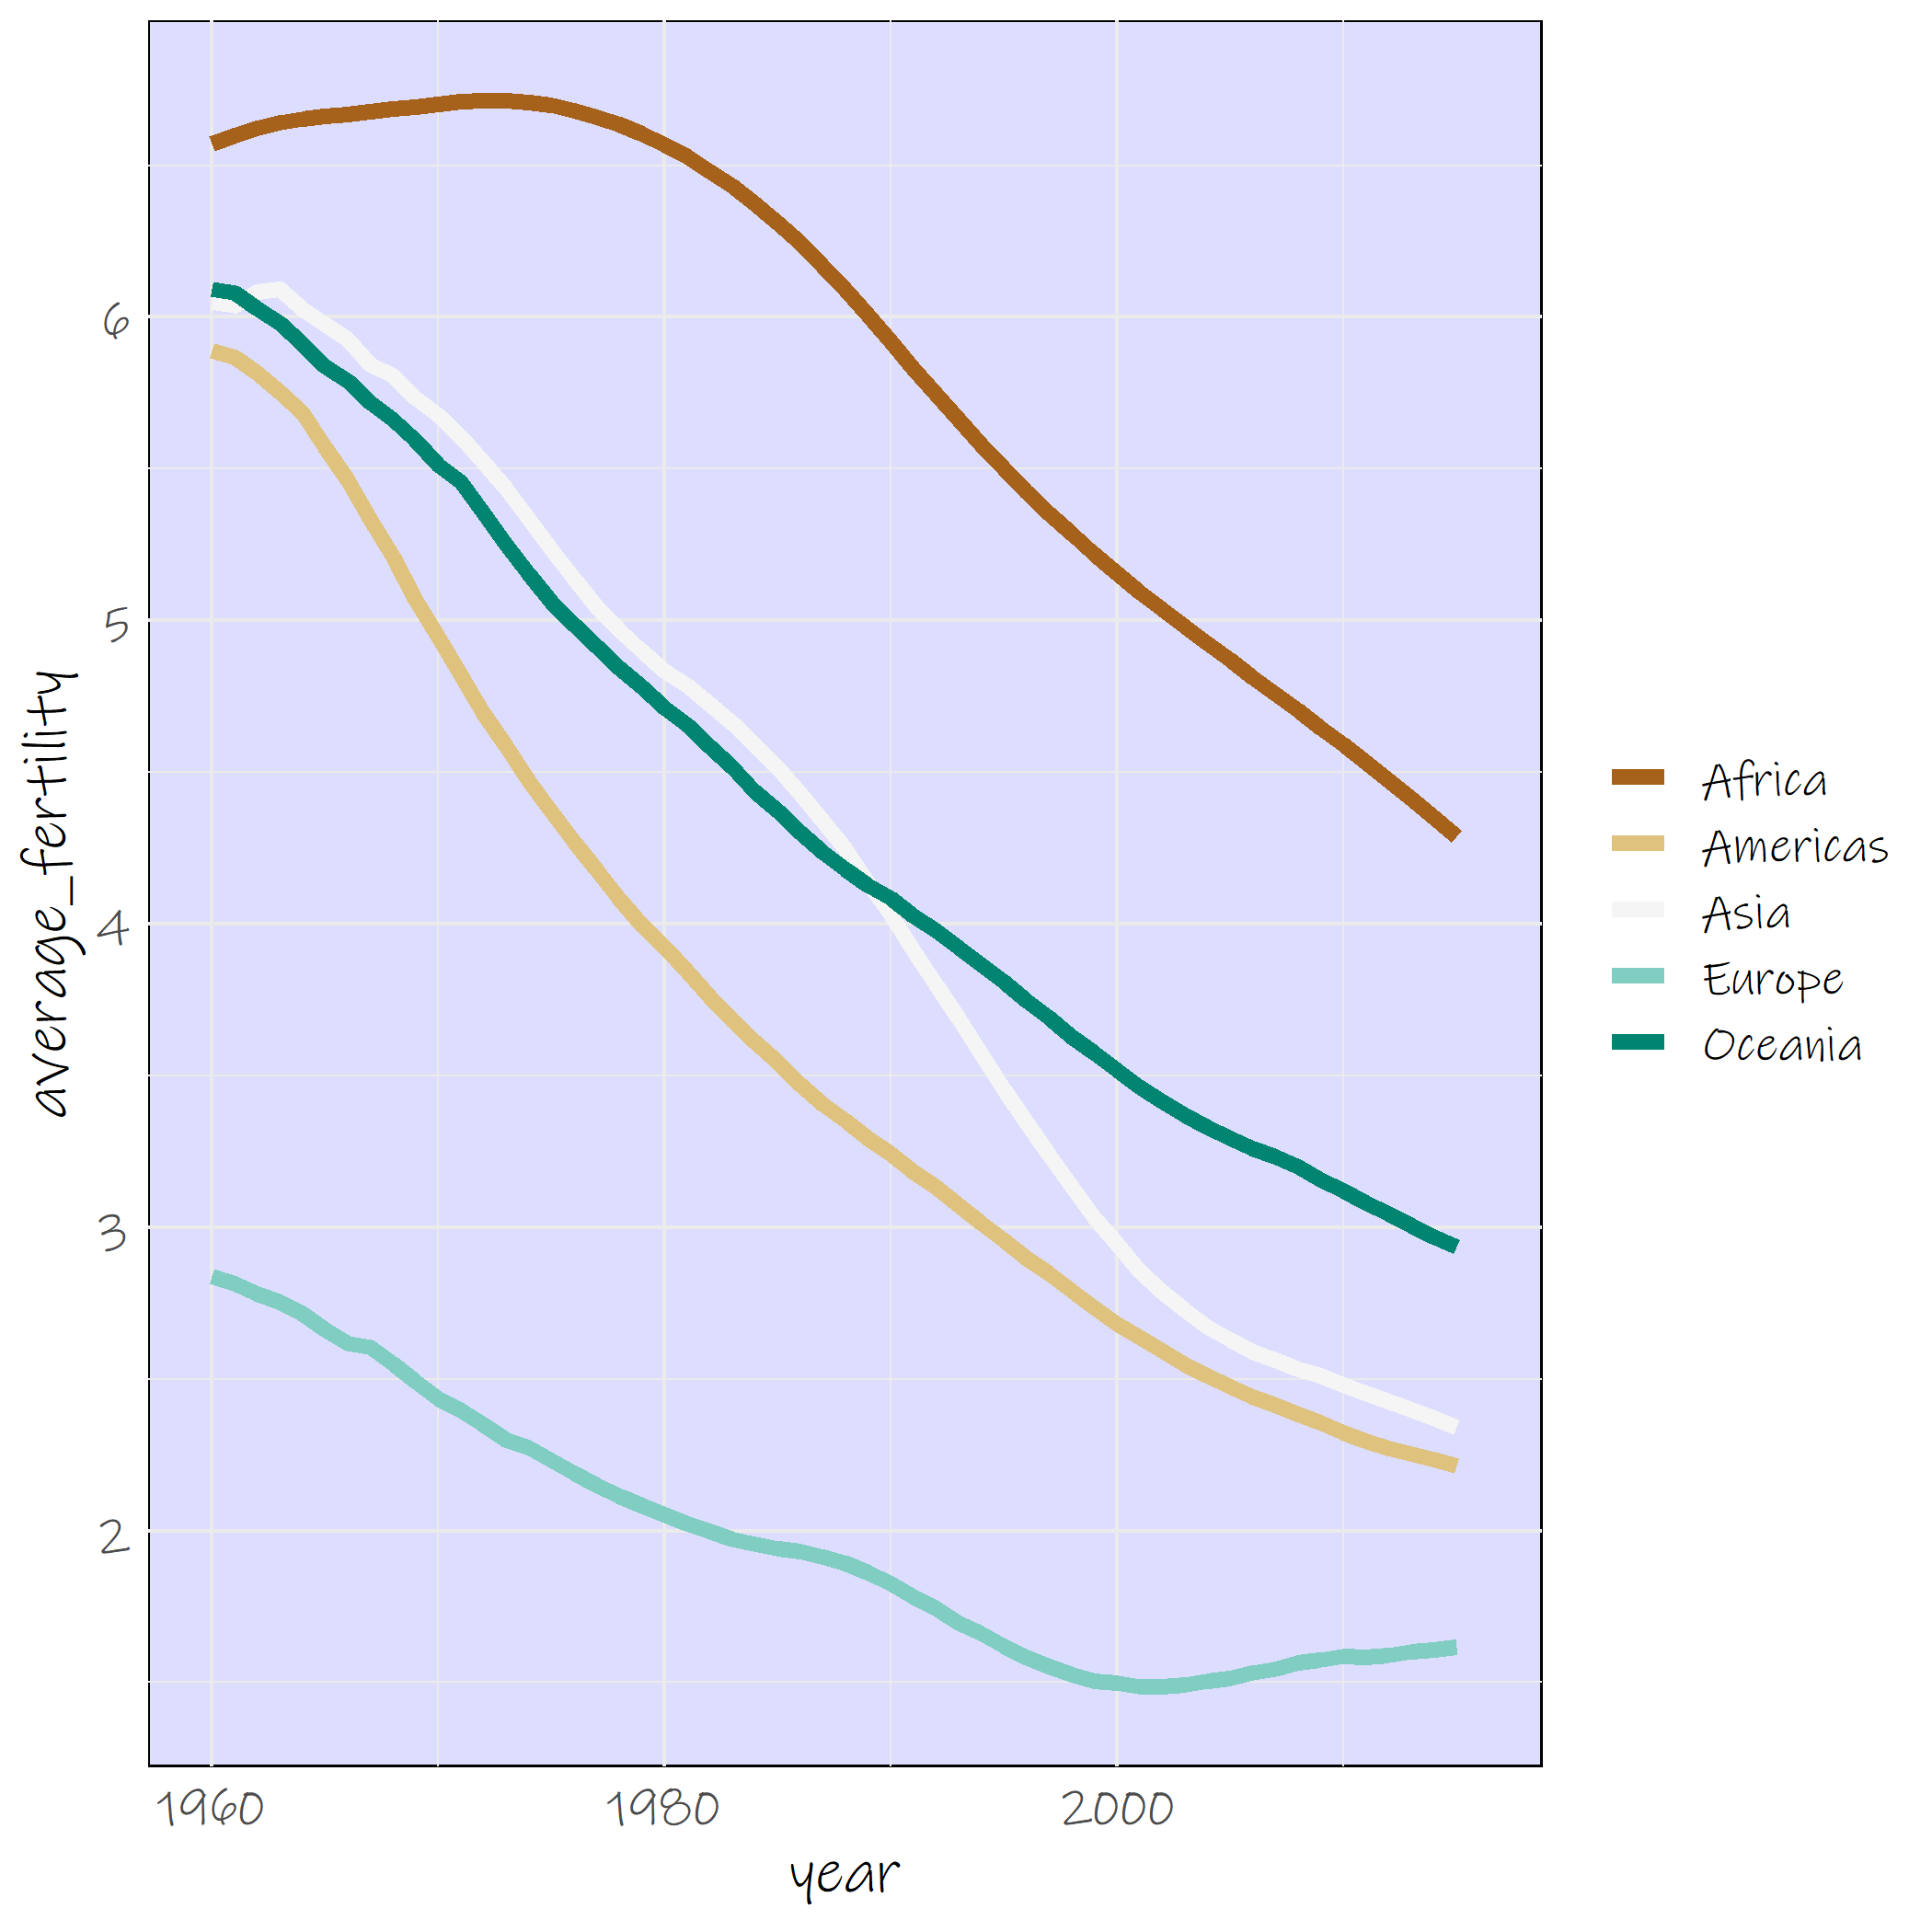 average_fertility
6
5
4
3
2
1960
1980
2000
year
Africa
Americas
Asia
Europe
Oceania